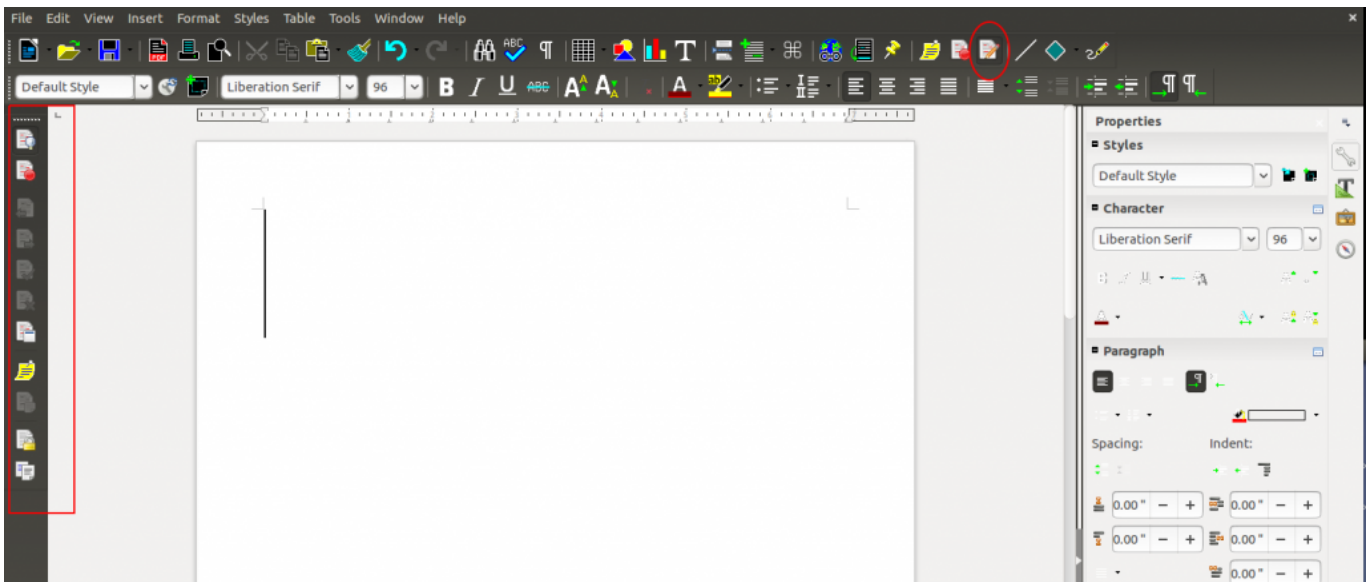 File Edit View Insert Format Styles Table Tools Window Help
Default Style Liberation Serif 96
Properties
Styles
Default Style
Character
Liberation Serif 96
Paragraph
Spacing: Indent:
0.00 " 0.00 "
0.00 " 0.00 "
0.00 "